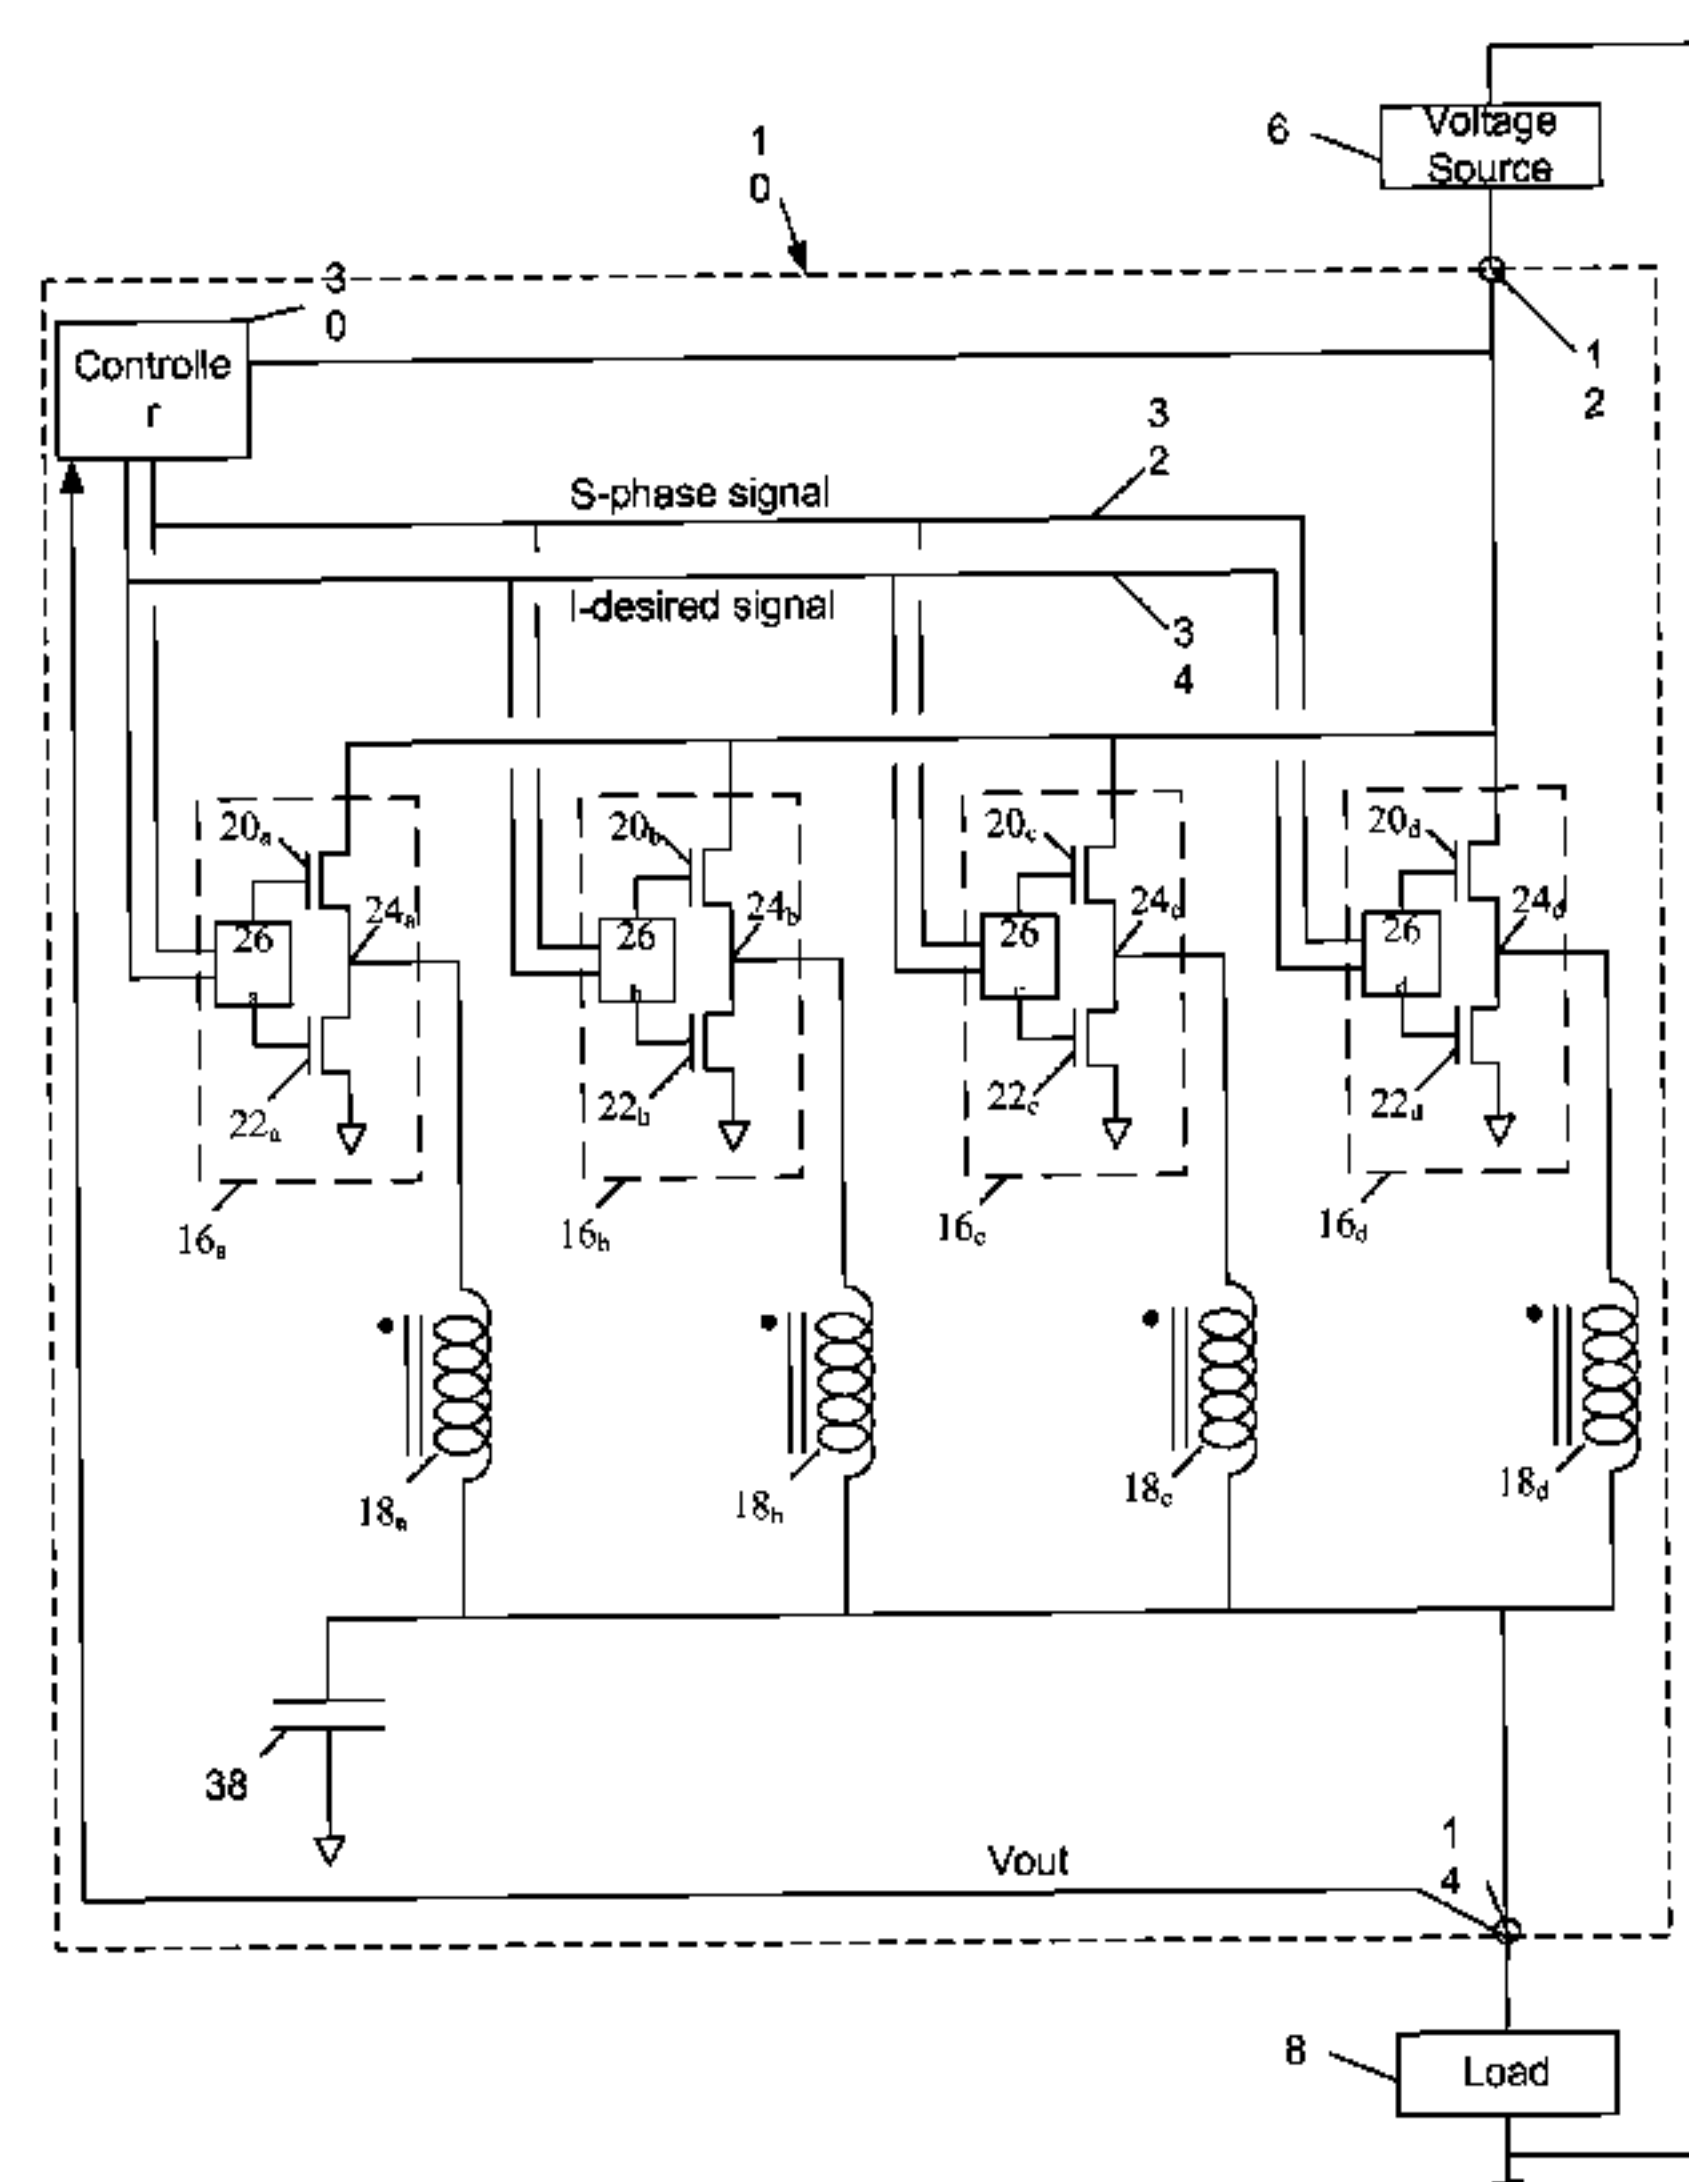 Voltage
Source
6
1
0
3
0
Controlle
r
1
2
3
2
S-phase signal
I-desired signal
3
4
20a
20b
20c
20d
24a
24b
24c
24d
26
a
26
b
26
c
26
d
22a
22b
22c
22d
16a
16b
16c
16d
18a
18b
18c
18d
38
Vout
1
4
8
Load